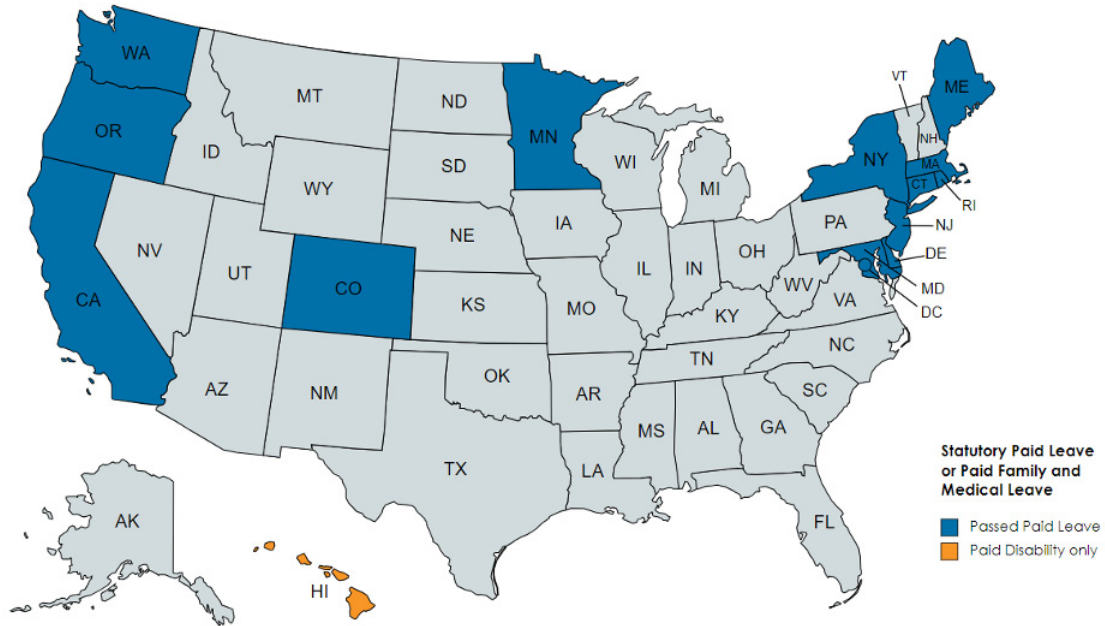 WA
OR
CA
NV
ID
MT
WY
UT
CO
AZ
NM
ND
SD
NE
KS
OK
TX
MN
IA
MO
AR
LA
WI
IL
MI
IN
OH
KY
TN
MS
AL
GA
FL
SC
NC
VA
WV
PA
NY
VT
NH
ME
MA
CT
RI
NJ
DE
MD
DC
AK
HI
Statutory Paid Leave
or Paid Family and
Medical Leave
Passed Paid Leave
Paid Disability only